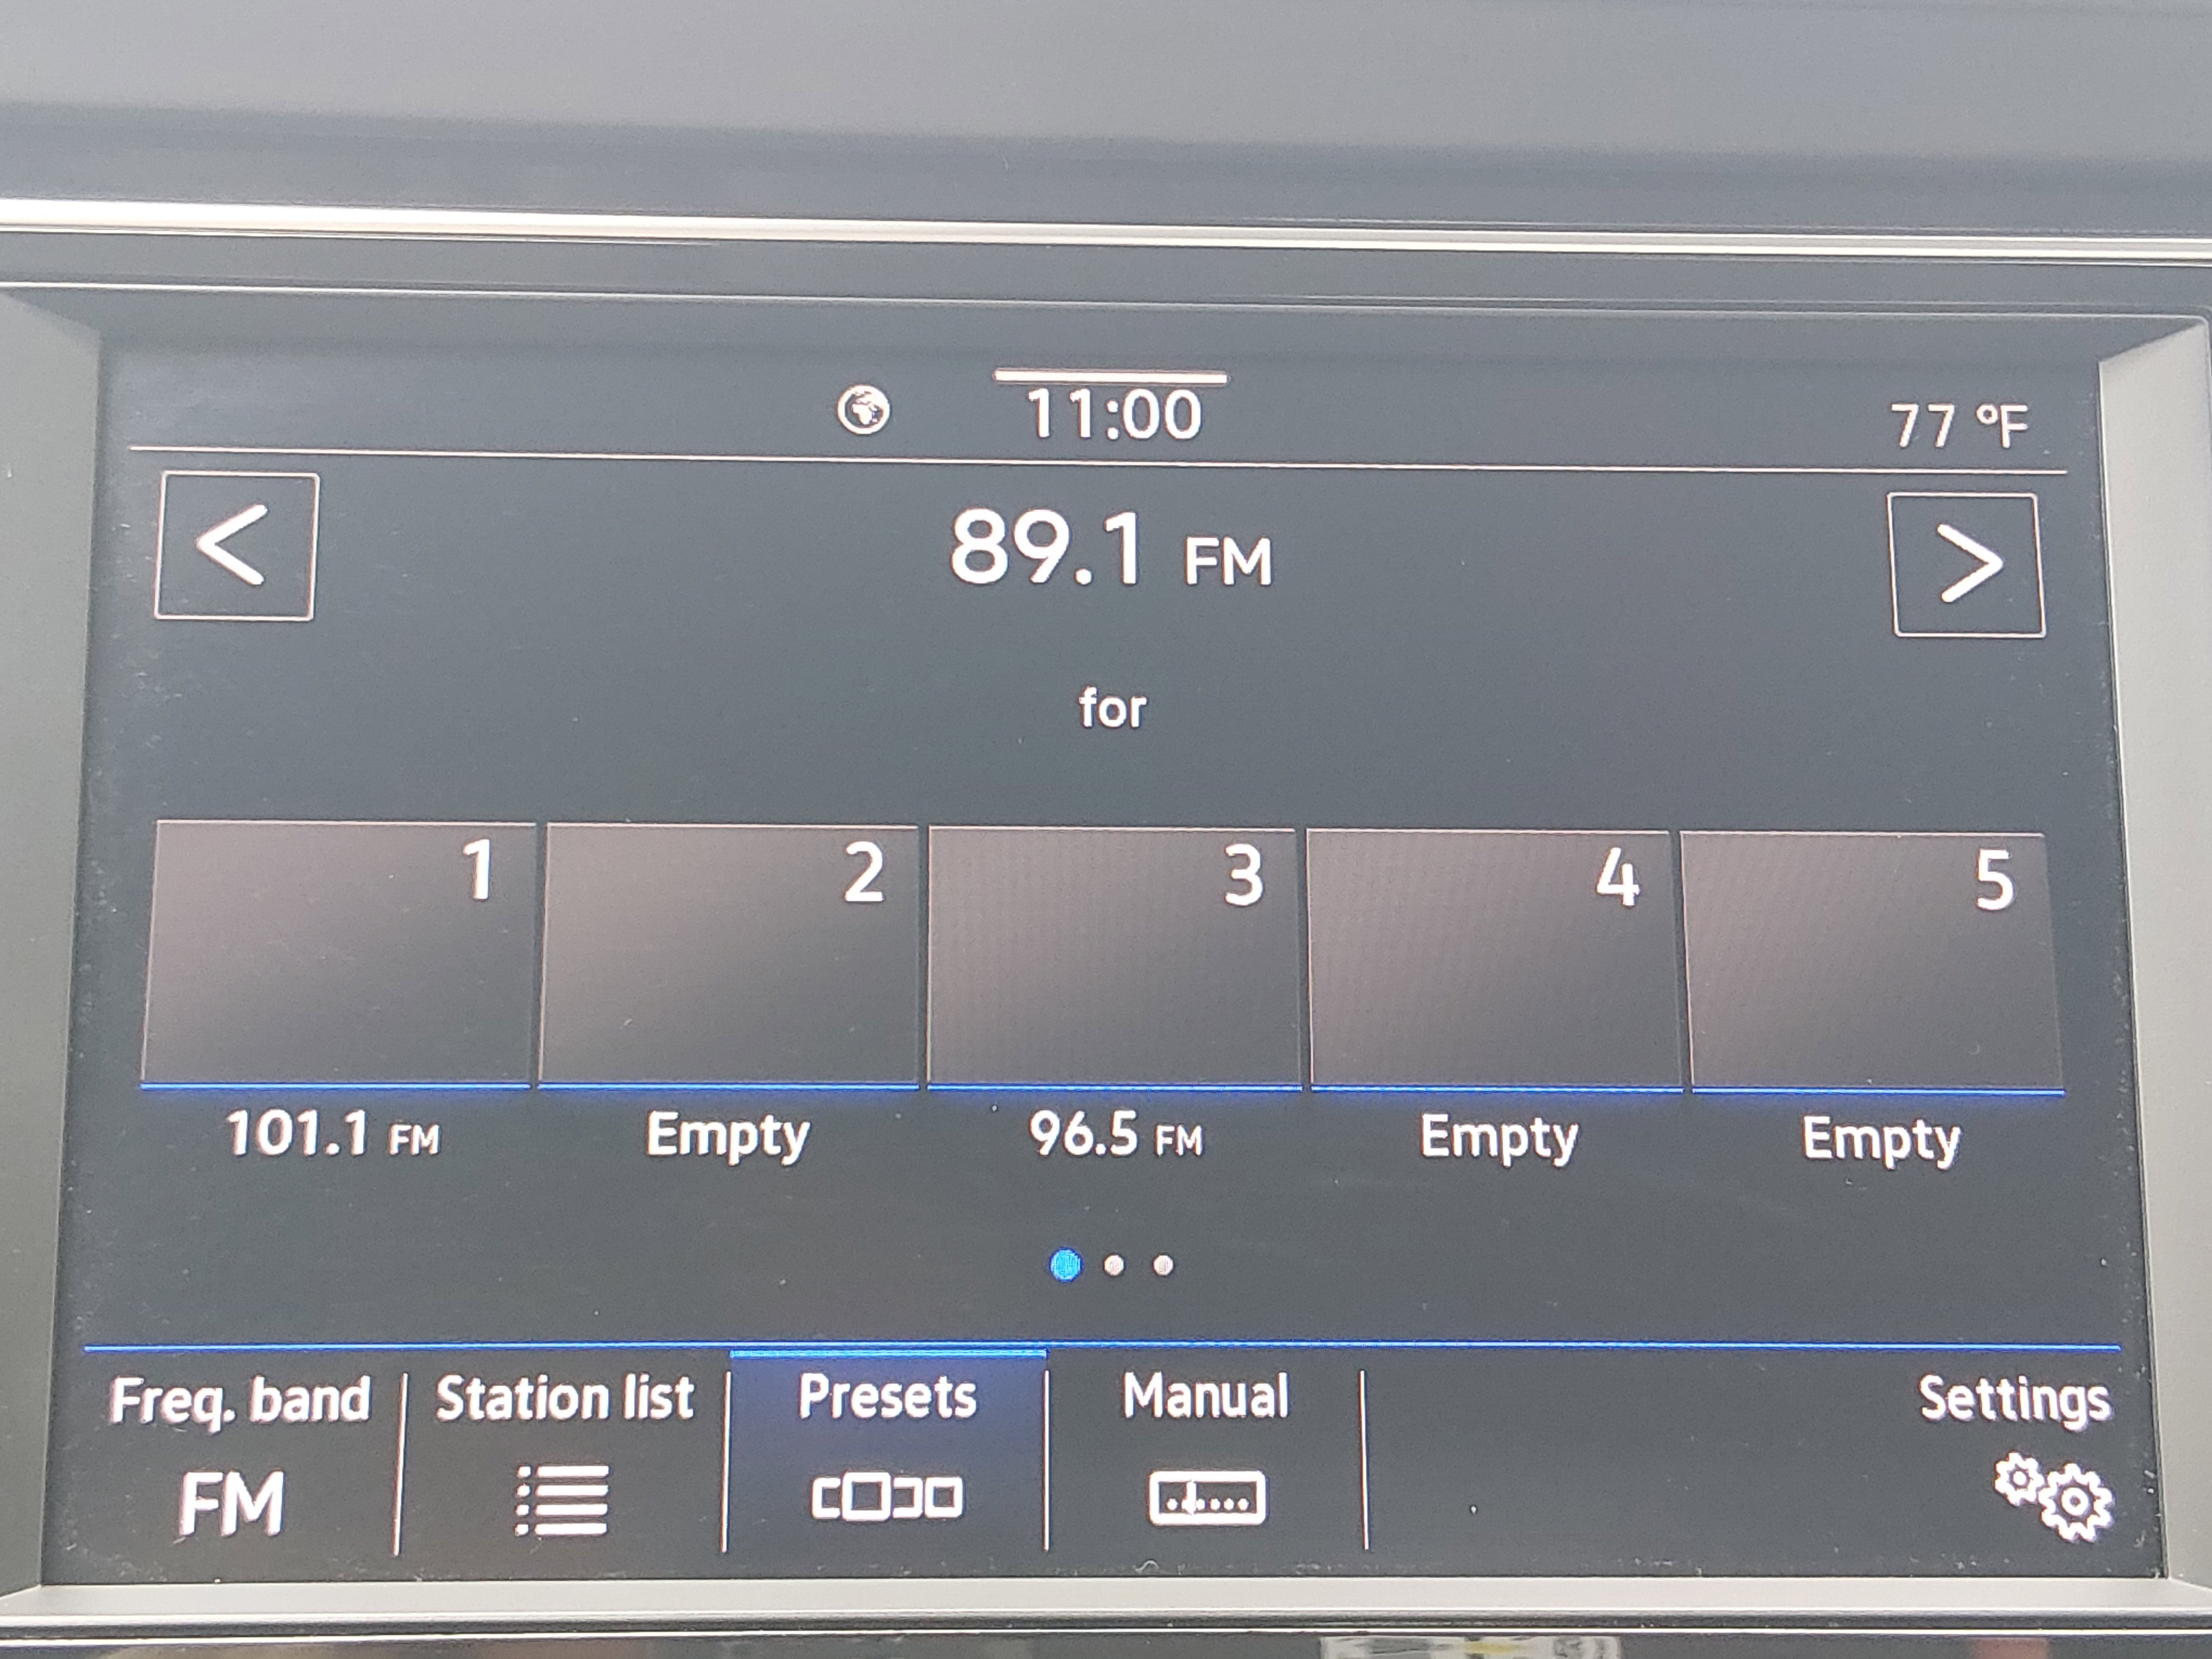 11:00
77 °F
<
89.1 FM
>
for
1 2 3 4 5
101.1 FM Empty 96.5 FM Empty Empty
Freq. band Station list Presets Manual Settings
FM